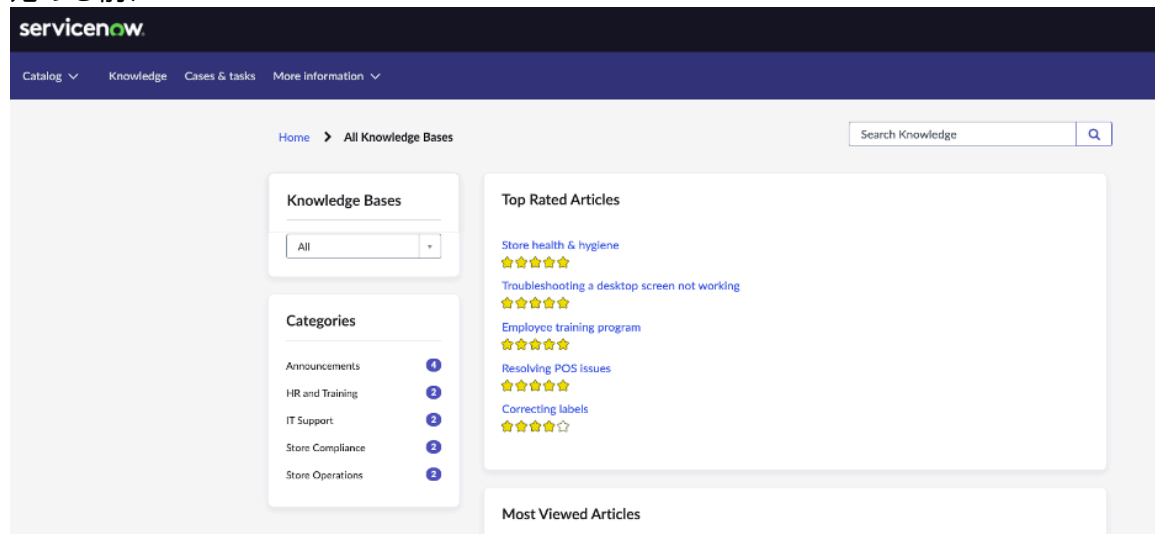 servicenow.
Catalog
Knowledge
Cases & tasks
More information
Home > All Knowledge Bases
Search Knowledge
Knowledge Bases
All
Categories
Announcements 4
HR and Training 2
IT Support 2
Store Compliance 2
Store Operations 2
Top Rated Articles
Store health & hygiene
Troubleshooting a desktop screen not working
Employee training program
Resolving POS issues
Correcting labels
Most Viewed Articles